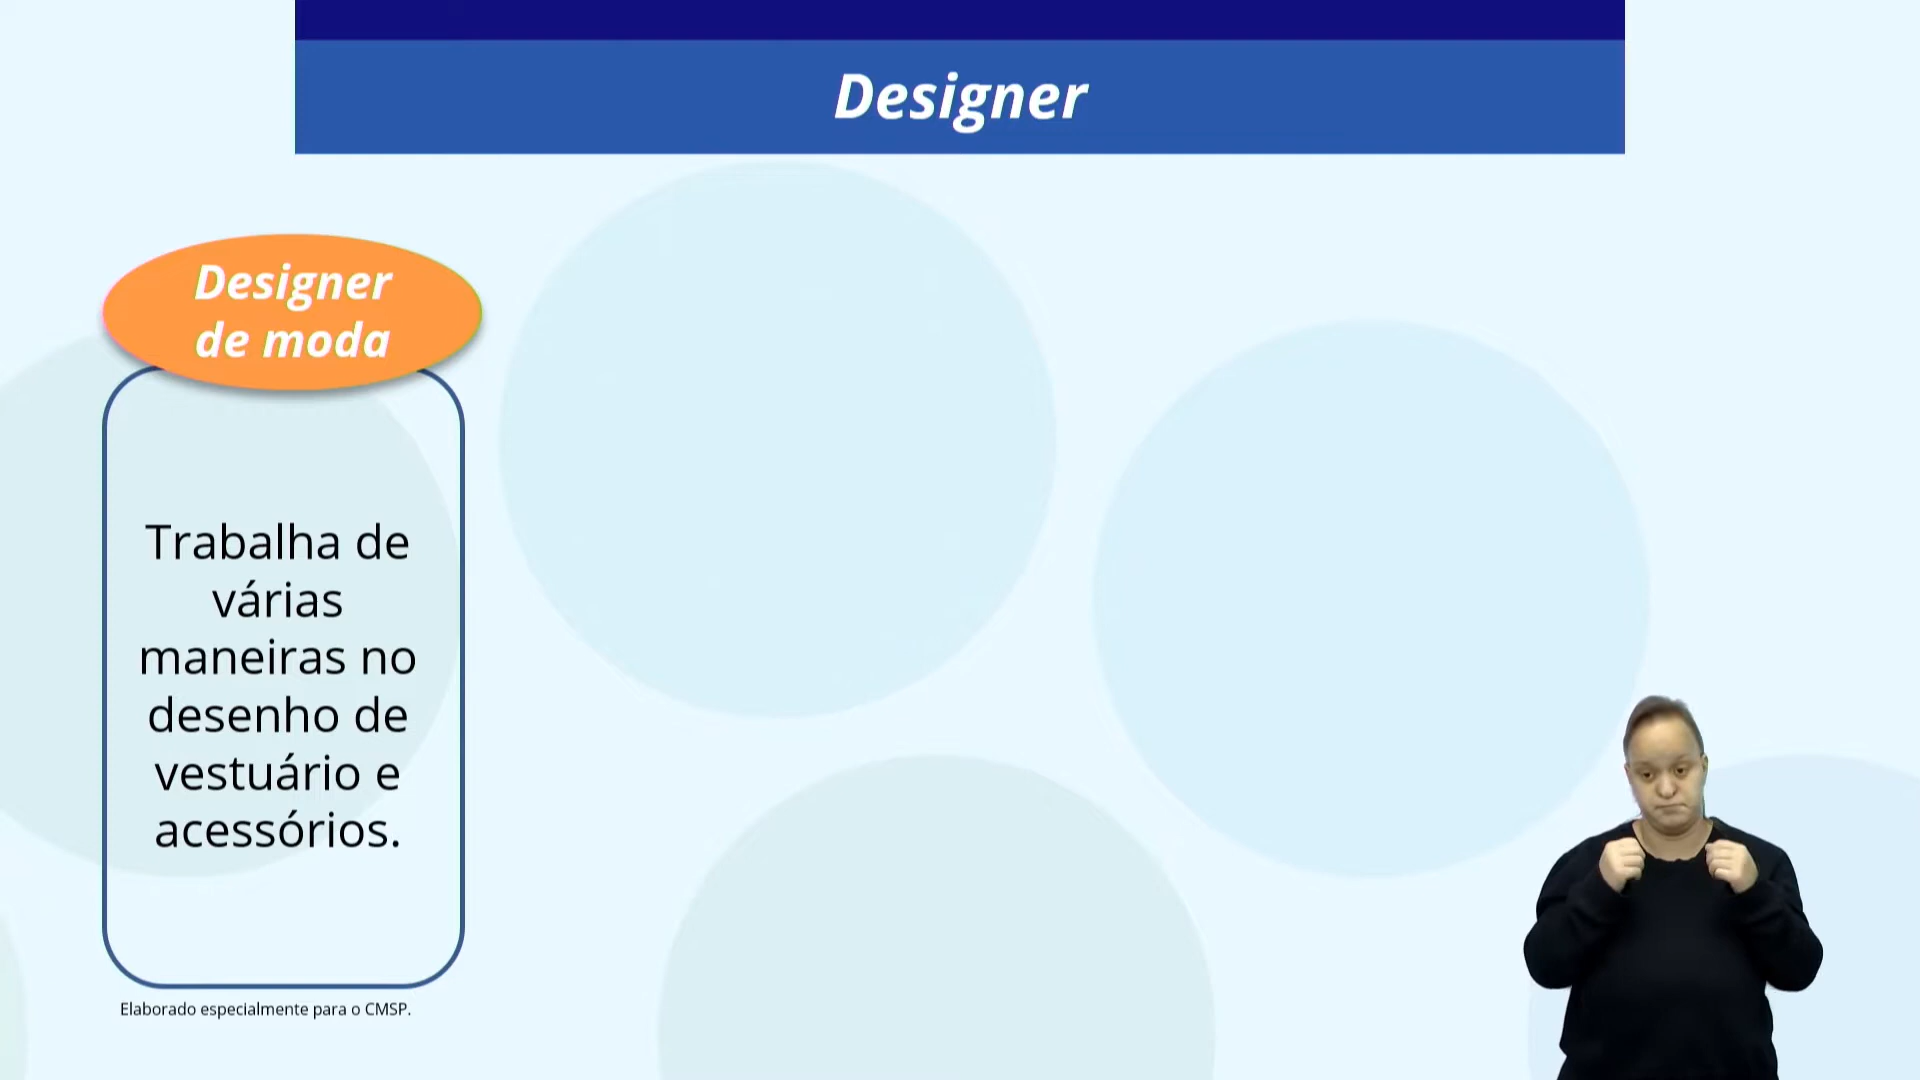 Designer
Designer
de moda
Trabalha de
várias
maneiras no
desenho de
vestuário e
acessórios.
Elaborado especialmente para o CMSP.